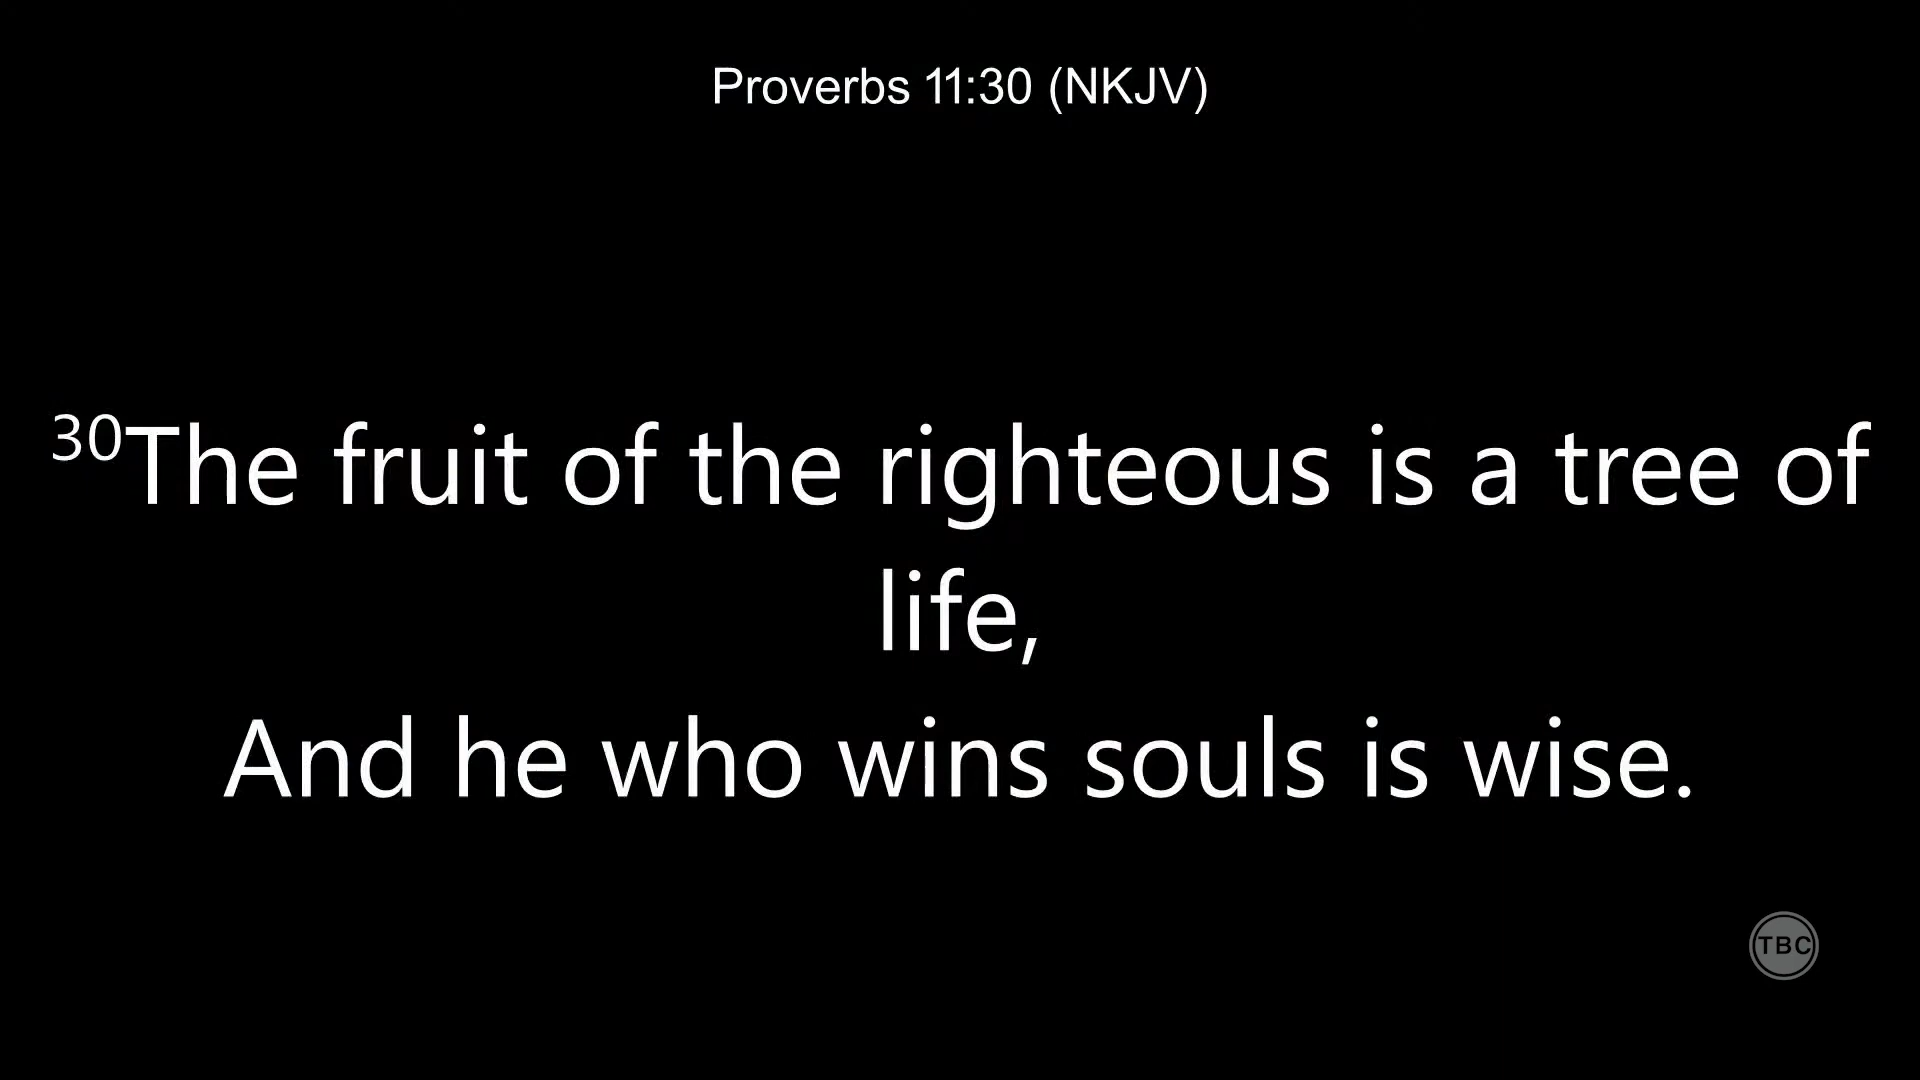 Proverbs 11:30 (NKJV)
30The fruit of the righteous is a tree of
life,
And he who wins souls is wise.
TBC